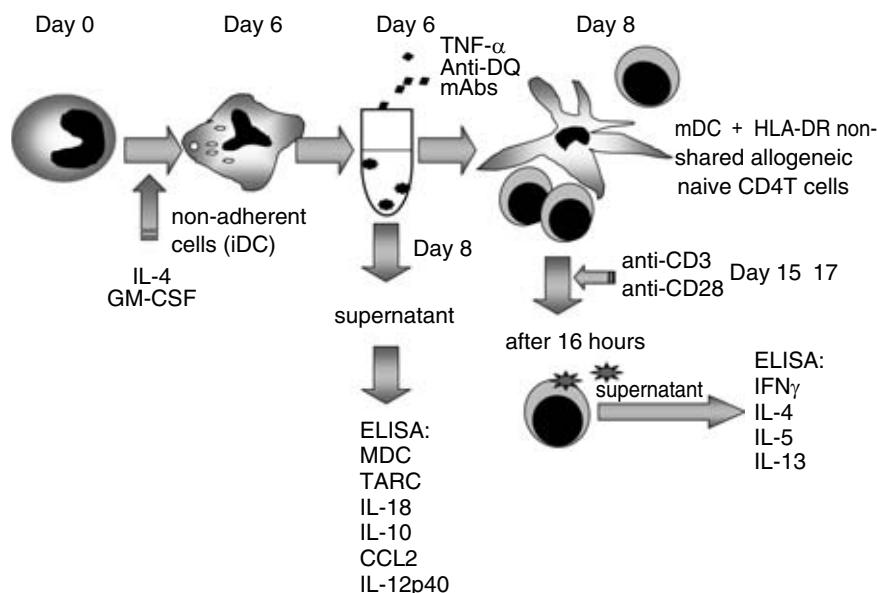 Day 0
Day 6
Day 6
Day 8
TNF-α
Anti-DQ
mAbs
mDC + HLA-DR non-
shared allogeneic
naive CD4T cells
non-adherent
cells (iDC)
IL-4
GM-CSF
Day 8
supernatant
anti-CD3
anti-CD28
Day 15 17
after 16 hours
supernatant
ELISA:
IFNγ
IL-4
IL-5
IL-13
ELISA:
MDC
TARC
IL-18
IL-10
CCL2
IL-12p40